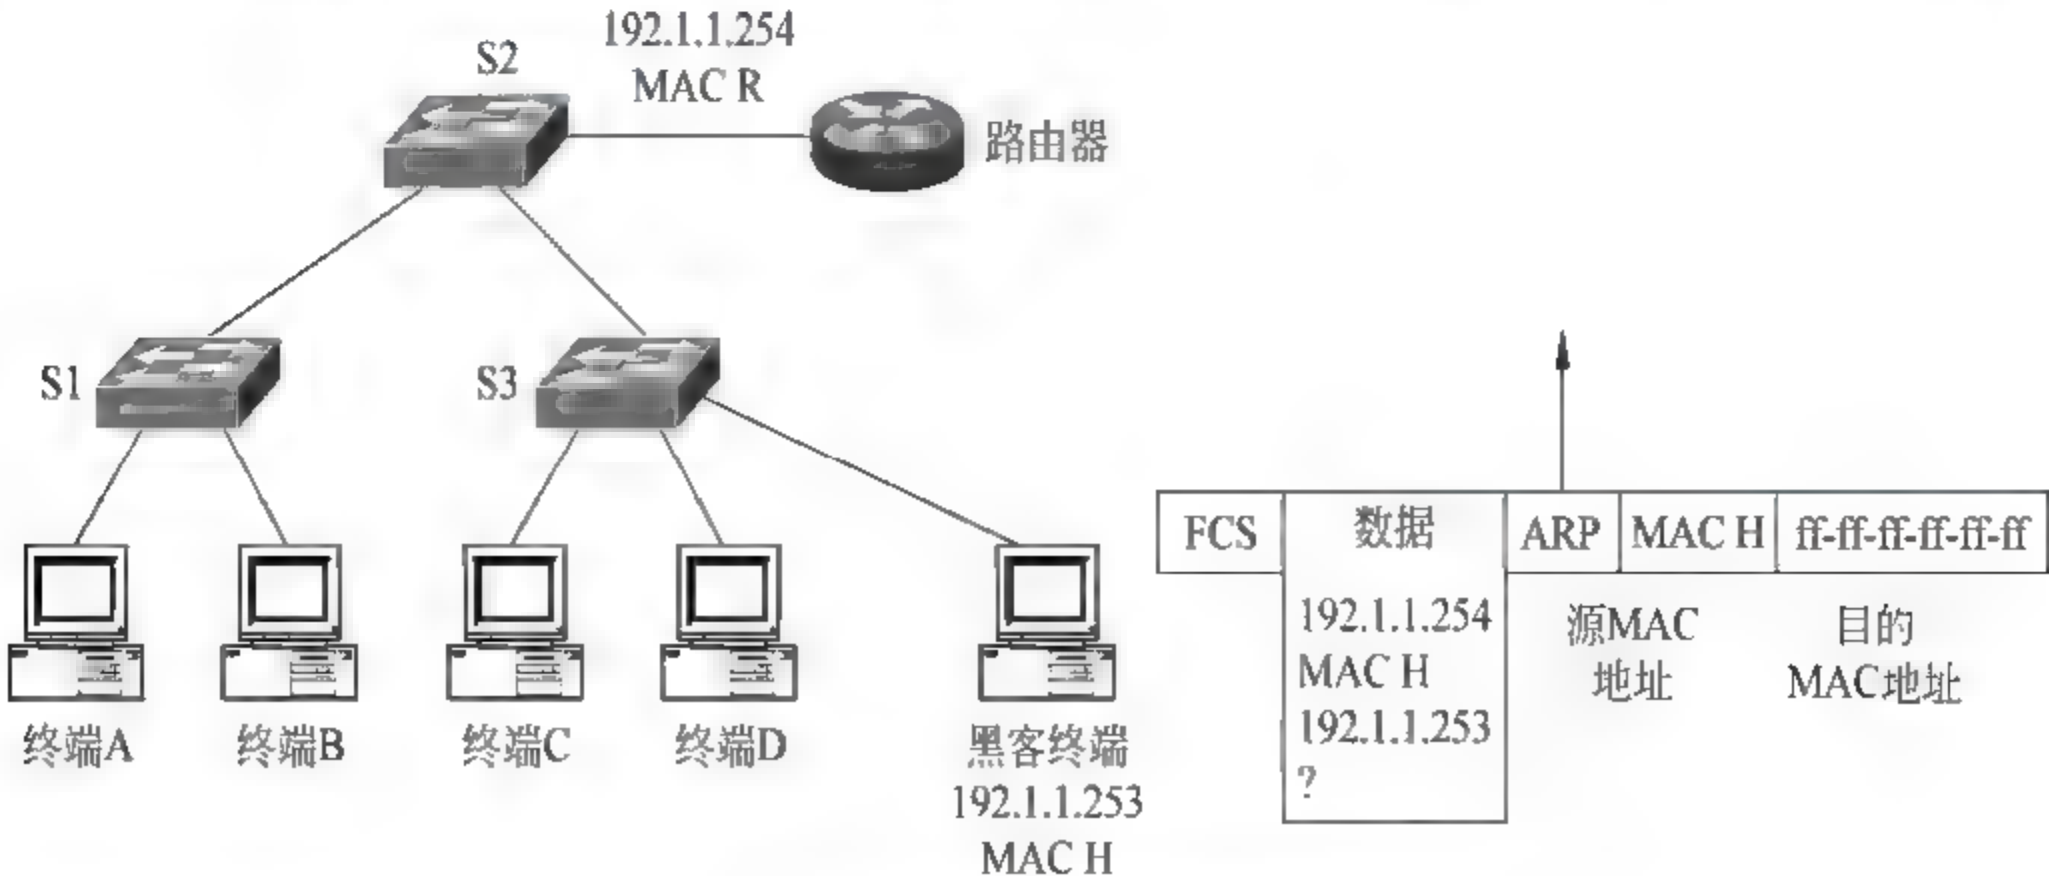 192.1.1.254
MAC R
S2
路由器
S1
S3
终端A
终端B
终端C
终端D
黑客终端
192.1.1.253
MAC H
FCS
数据
ARP
MAC H
ff-ff-ff-ff-ff-ff
192.1.1.254
MAC H
192.1.1.253
?
源MAC
地址
目的
MAC地址